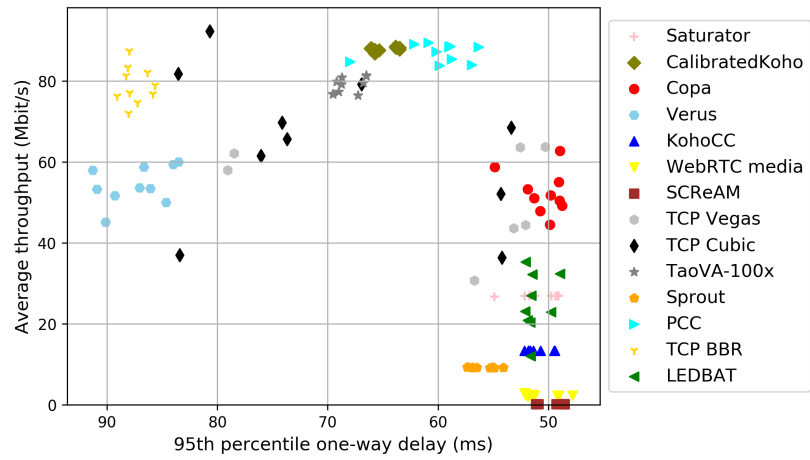 Average throughput (Mbit/s)
80
60
40
20
0
90
80
70
60
50
95th percentile one-way delay (ms)
Saturator
CalibratedKoho
Copa
Verus
KohoCC
WebRTC media
SCReAM
TCP Vegas
TCP Cubic
TaoVA-100x
Sprout
PCC
TCP BBR
LEDBAT